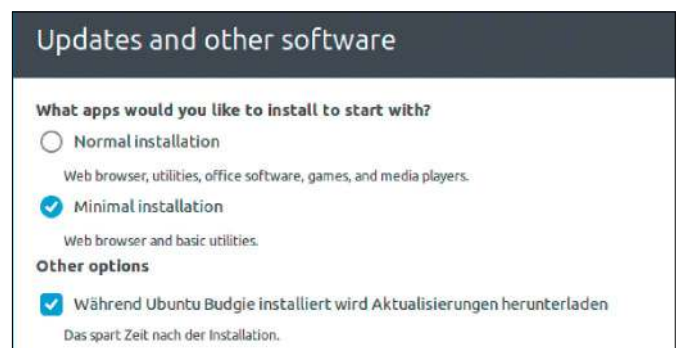 Updates and other software
What apps would you like to install to start with?
Normal installation
Web browser, utilities, office software, games, and media players.
Minimal installation
Web browser and basic utilities.
Other options
Während Ubuntu Budgie installiert wird Aktualisierungen herunterladen
Das spart Zeit nach der Installation.